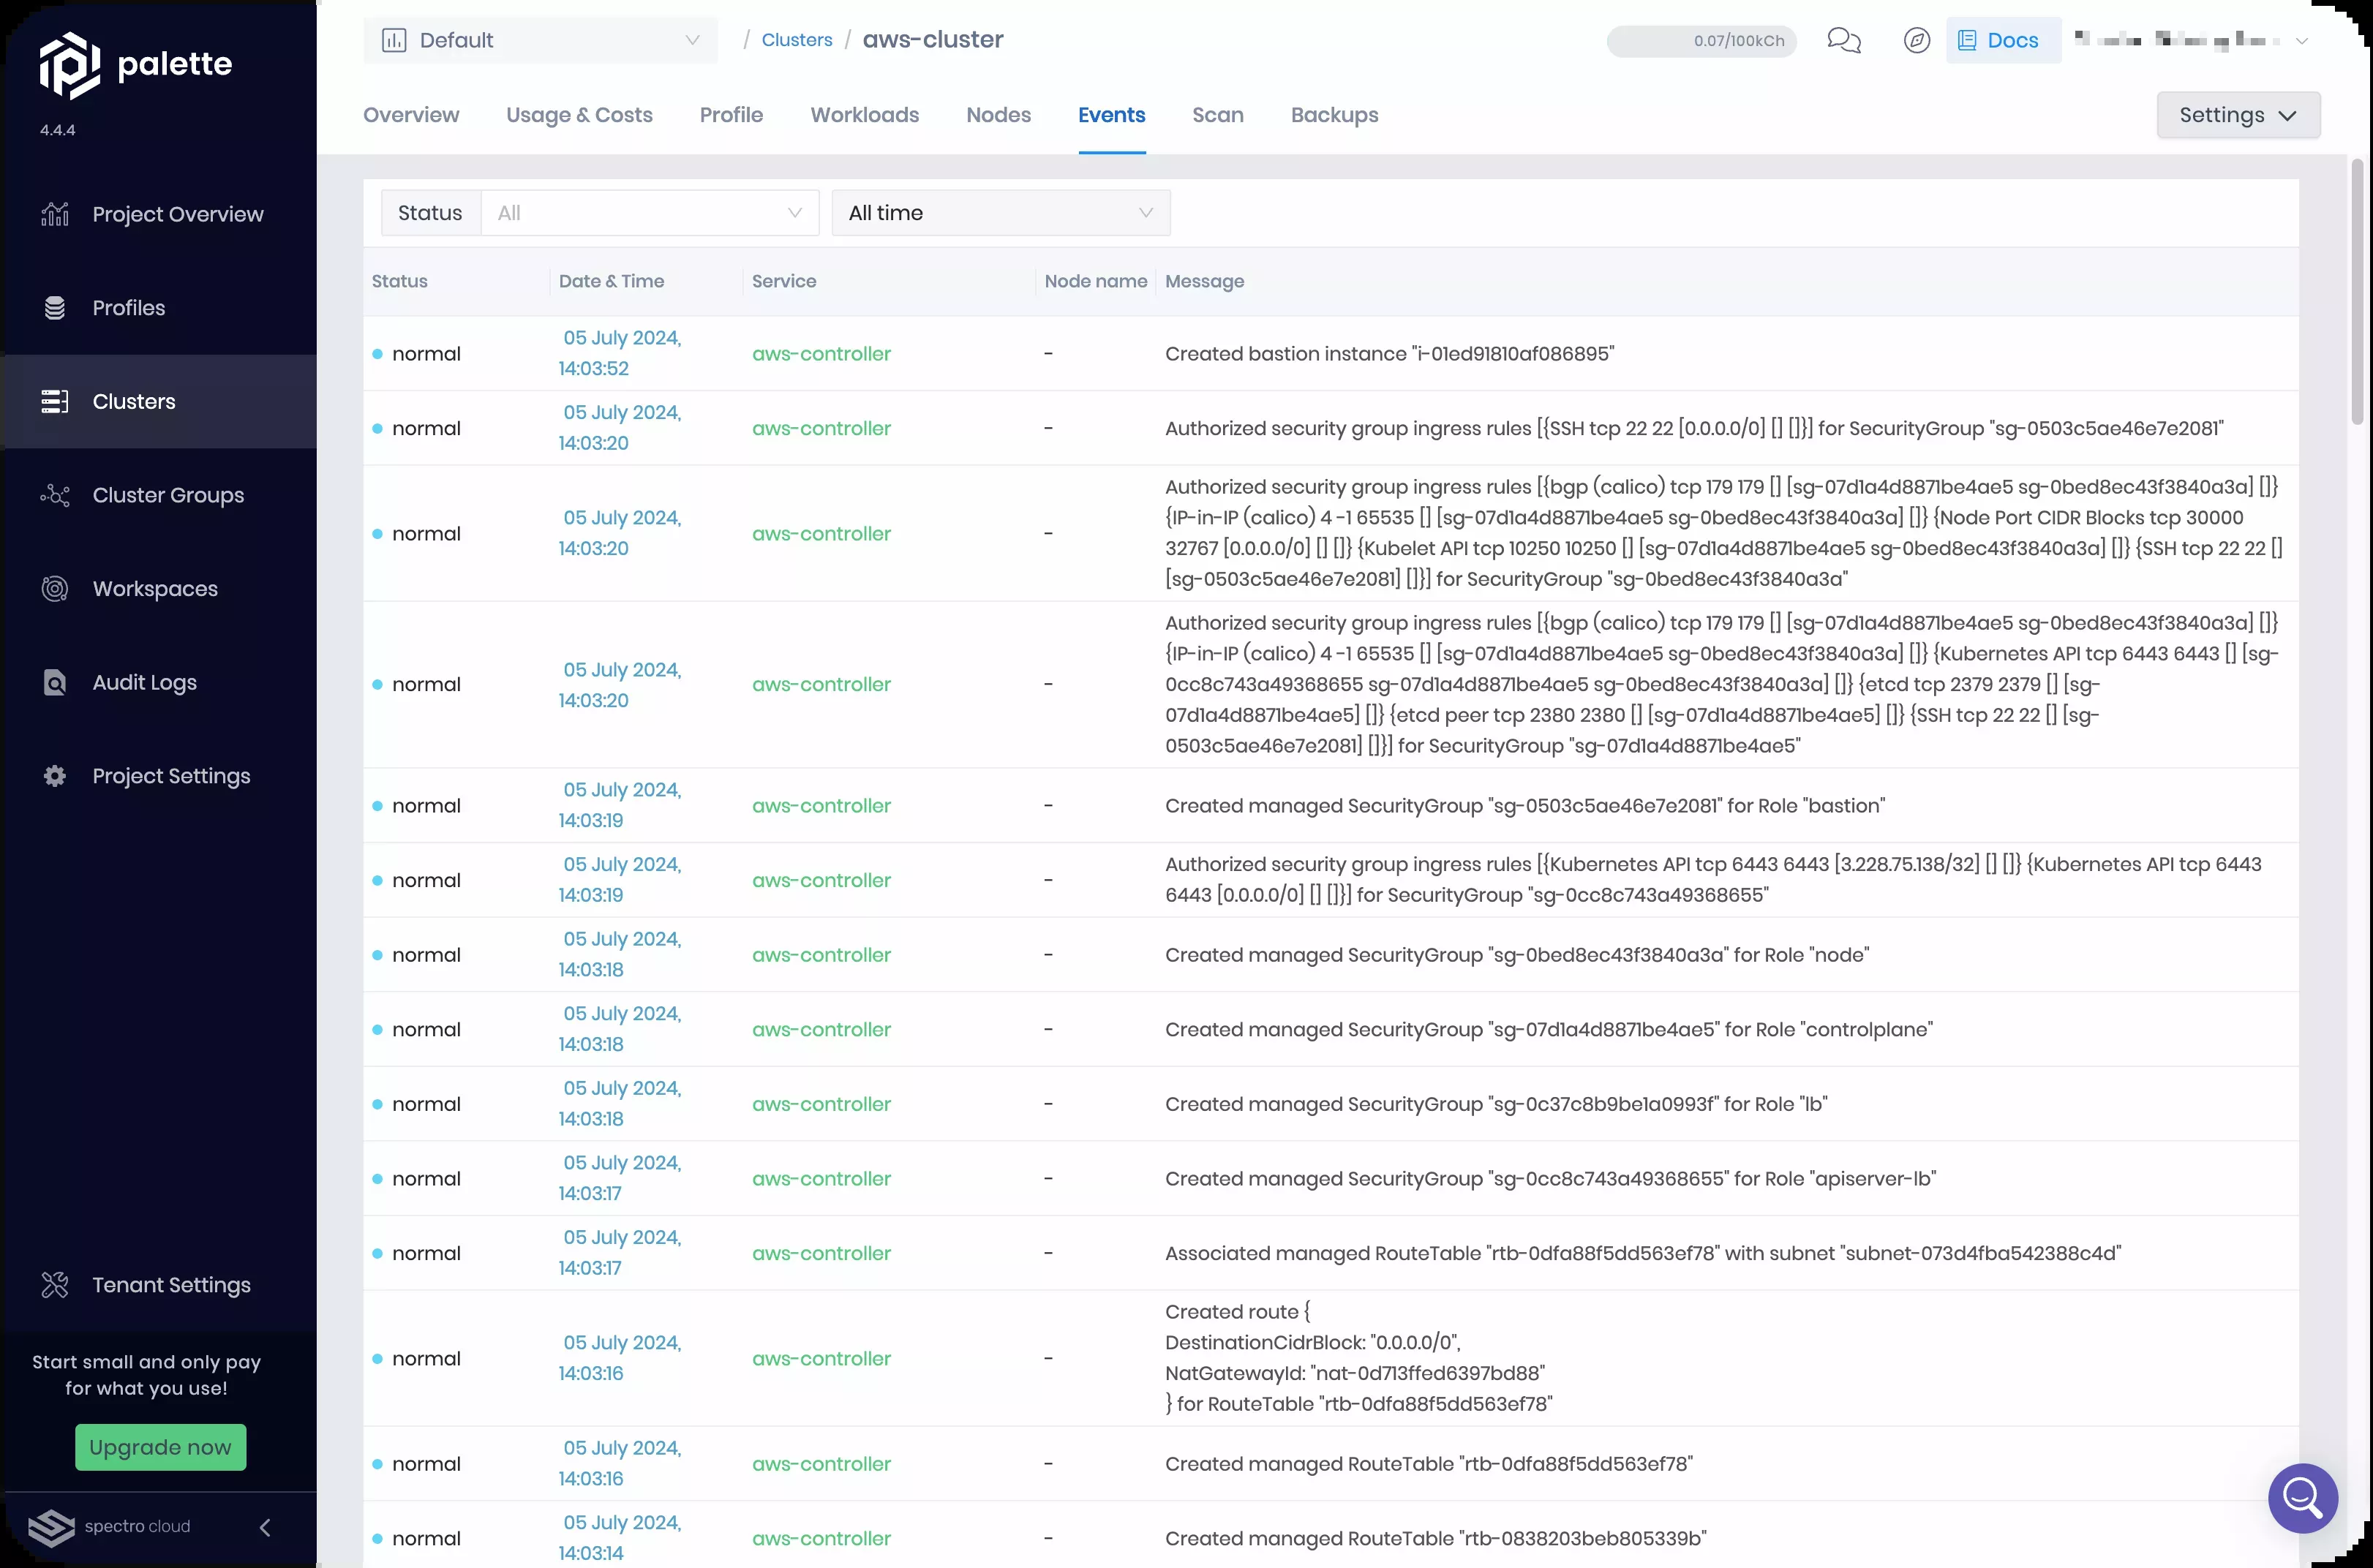 palette
4.4.4
Project Overview
Profiles
Clusters
Cluster Groups
Workspaces
Audit Logs
Project Settings
Tenant Settings
Start small and only pay
for what you use!
Upgrade now
spectro cloud
Default
/ Clusters / aws-cluster
0.07/100kCh
Docs
Overview Usage & Costs Profile Workloads Nodes Events Scan Backups
Settings
Status All All time
Status Date & Time Service Node name Message
normal 05 July 2024, 14:03:52 aws-controller - Created bastion instance "i-01ed91810af086895"
normal 05 July 2024, 14:03:20 aws-controller - Authorized security group ingress rules [{SSH tcp 22 22 [0.0.0.0/0] [] []}] for SecurityGroup "sg-0503c5ae46e7e2081"
normal 05 July 2024, 14:03:20 aws-controller - Authorized security group ingress rules [{bgp (calico) tcp 179 179 [] [sg-07d1a4d8871be4ae5 sg-0bed8ec43f3840a3a] []}
{IP-in-IP (calico) 4 -1 65535 [] [sg-07d1a4d8871be4ae5 sg-0bed8ec43f3840a3a] []} {Node Port CIDR Blocks tcp 30000
32767 [0.0.0.0/0] [] []} {Kubelet API tcp 10250 10250 [] [sg-07d1a4d8871be4ae5 sg-0bed8ec43f3840a3a] []} {SSH tcp 22 22 []
[sg-0503c5ae46e7e2081] []}] for SecurityGroup "sg-0bed8ec43f3840a3a"
normal 05 July 2024, 14:03:20 aws-controller - Authorized security group ingress rules [{bgp (calico) tcp 179 179 [] [sg-07d1a4d8871be4ae5 sg-0bed8ec43f3840a3a] []}
{IP-in-IP (calico) 4 -1 65535 [] [sg-07d1a4d8871be4ae5 sg-0bed8ec43f3840a3a] []} {Kubernetes API tcp 6443 6443 [] [sg-
0cc8c743a49368655 sg-07d1a4d8871be4ae5 sg-0bed8ec43f3840a3a] []} {etcd tcp 2379 2379 [] [sg-
07d1a4d8871be4ae5] []} {etcd peer tcp 2380 2380 [] [sg-07d1a4d8871be4ae5] []} {SSH tcp 22 22 [] [sg-
0503c5ae46e7e2081] []}] for SecurityGroup "sg-07d1a4d8871be4ae5"
normal 05 July 2024, 14:03:19 aws-controller - Created managed SecurityGroup "sg-0503c5ae46e7e2081" for Role "bastion"
normal 05 July 2024, 14:03:19 aws-controller - Authorized security group ingress rules [{Kubernetes API tcp 6443 6443 [3.228.75.138/32] [] []} {Kubernetes API tcp 6443
6443 [0.0.0.0/0] [] []}] for SecurityGroup "sg-0cc8c743a49368655"
normal 05 July 2024, 14:03:18 aws-controller - Created managed SecurityGroup "sg-0bed8ec43f3840a3a" for Role "node"
normal 05 July 2024, 14:03:18 aws-controller - Created managed SecurityGroup "sg-07d1a4d8871be4ae5" for Role "controlplane"
normal 05 July 2024, 14:03:18 aws-controller - Created managed SecurityGroup "sg-0c37c8b9be1a0993f" for Role "lb"
normal 05 July 2024, 14:03:17 aws-controller - Created managed SecurityGroup "sg-0cc8c743a49368655" for Role "apiserver-lb"
normal 05 July 2024, 14:03:17 aws-controller - Associated managed RouteTable "rtb-0dfa88f5dd563ef78" with subnet "subnet-073d4fba542388c4d"
normal 05 July 2024, 14:03:16 aws-controller - Created route {
DestinationCidrBlock: "0.0.0.0/0",
NatGatewayId: "nat-0d713ffed6397bd88"
} for RouteTable "rtb-0dfa88f5dd563ef78"
normal 05 July 2024, 14:03:16 aws-controller - Created managed RouteTable "rtb-0dfa88f5dd563ef78"
normal 05 July 2024, 14:03:14 aws-controller - Created managed RouteTable "rtb-0838203beb805339b"